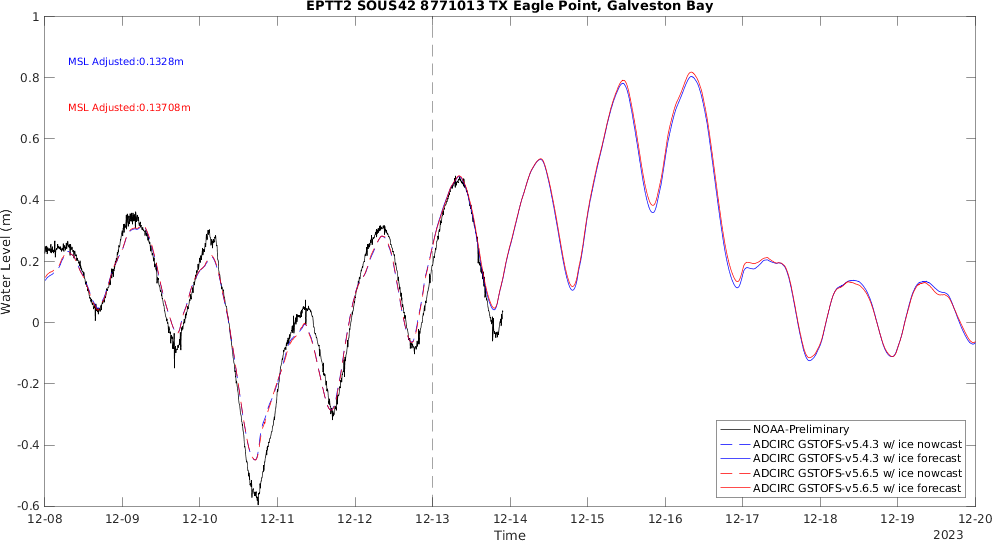 EPTT2 SOUS42 8771013 TX Eagle Point, Galveston Bay
MSL Adjusted:0.1328m
MSL Adjusted:0.13708m
Water Level (m)
1
0.8
0.6
0.4
0.2
0
-0.2
-0.4
-0.6
NOAA-Preliminary
ADCIRC GSTOFS-v5.4.3 w/ ice nowcast
ADCIRC GSTOFS-v5.4.3 w/ ice forecast
ADCIRC GSTOFS-v5.6.5 w/ ice nowcast
ADCIRC GSTOFS-v5.6.5 w/ ice forecast
12-08 12-09 12-10 12-11 12-12 12-13 12-14 12-15 12-16 12-17 12-18 12-19 12-20
Time
2023